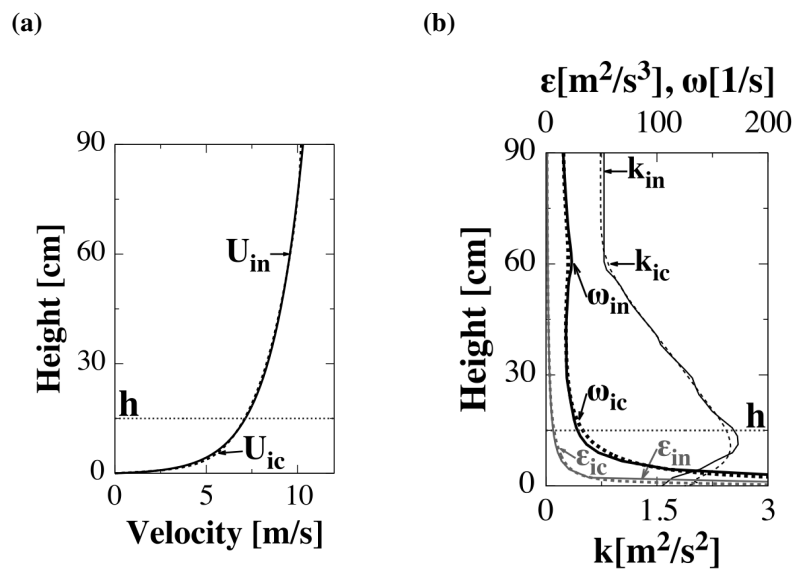 (a)
90
60
30
0
Height [cm]
U_in
h
U_ic
0 5 10
Velocity [m/s]
(b)
ε[m²/s³], ω[1/s]
0 100 200
90
60
30
0
Height [cm]
k_in
k_ic
ω_in
ω_ic
h
ε_ic
ε_in
0 1.5 3
k[m²/s²]